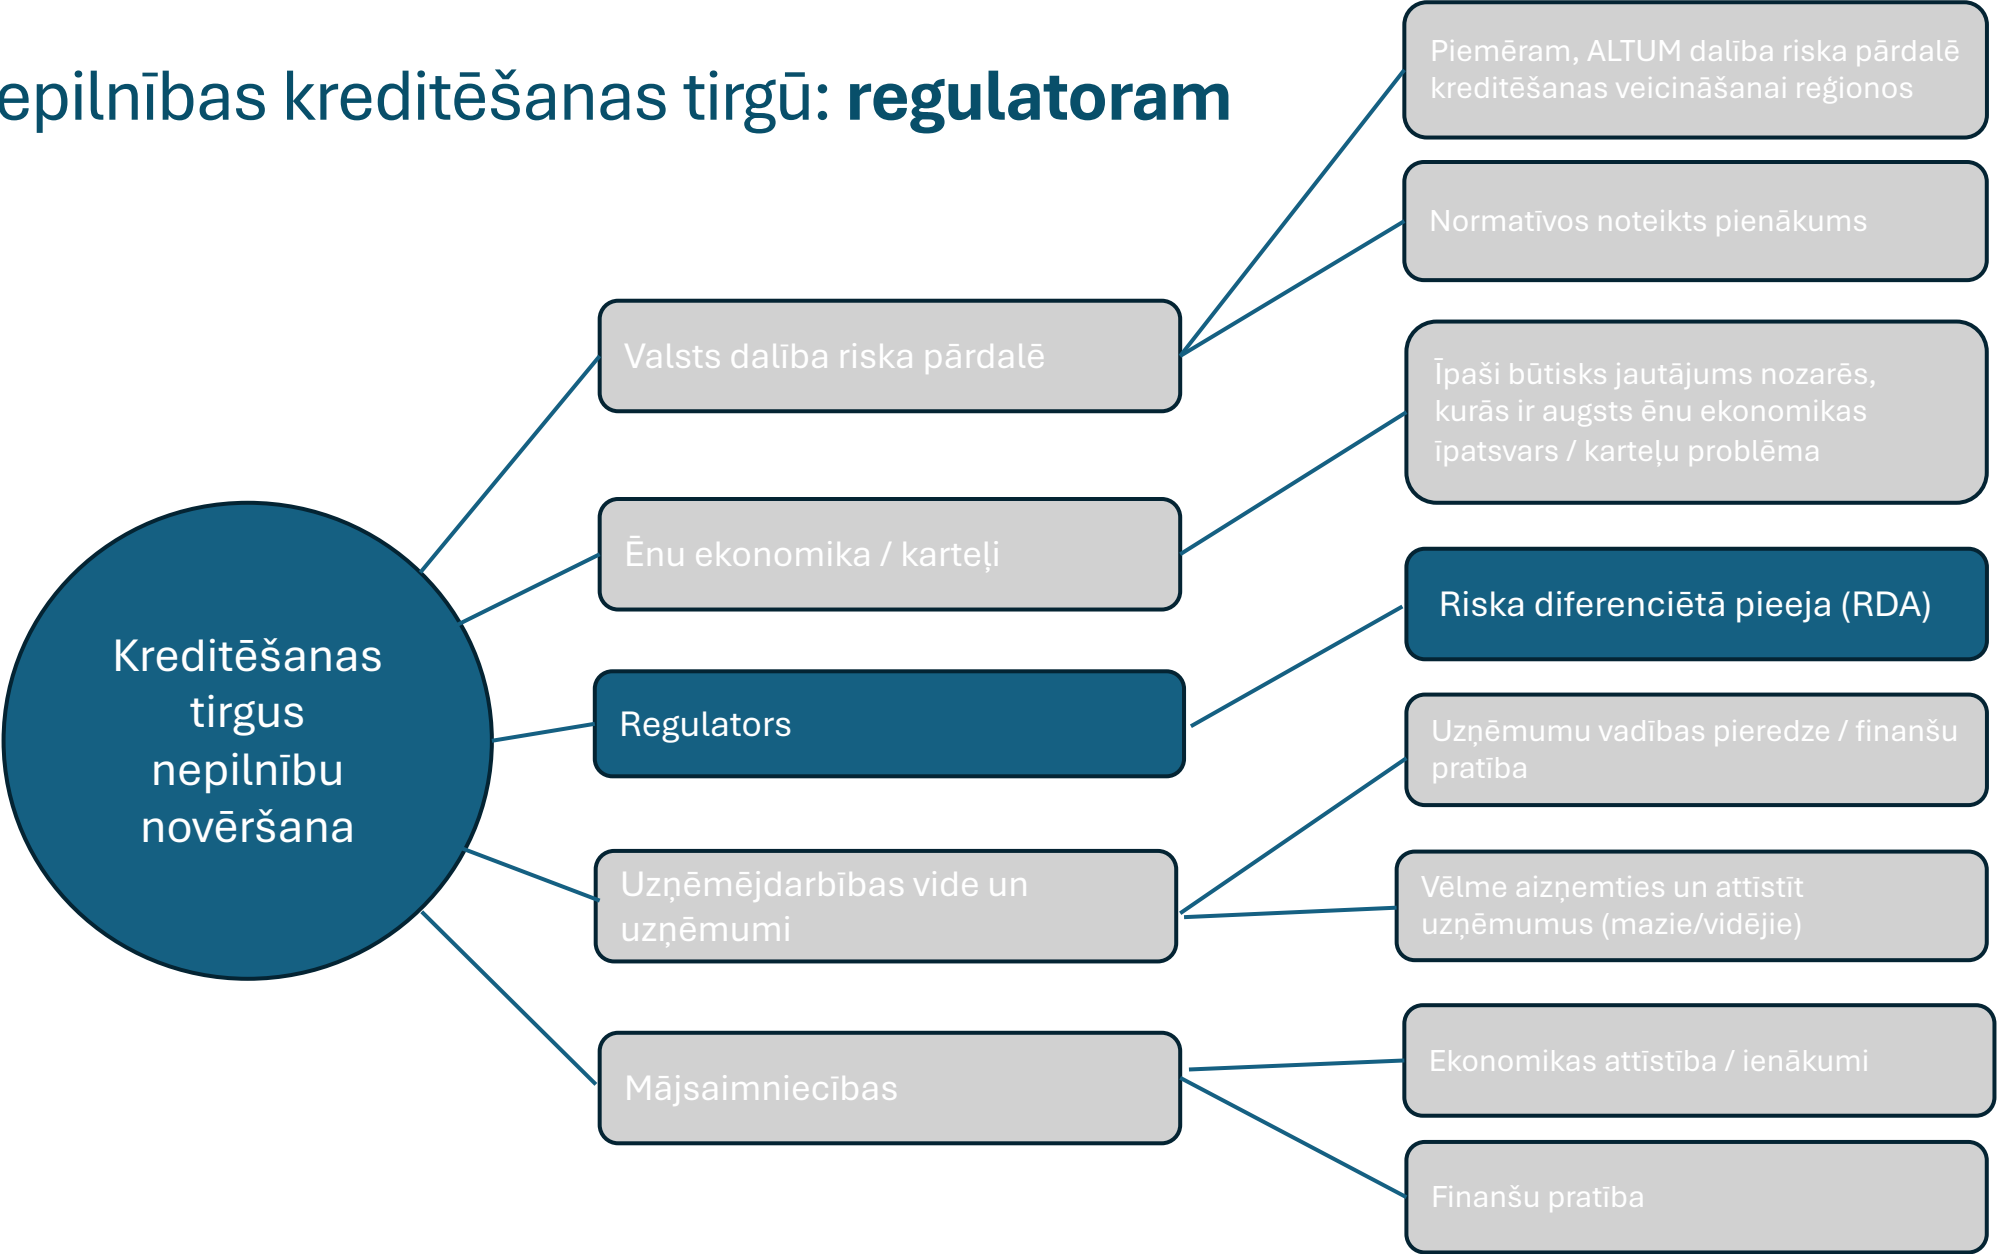 epilnības kreditēšanas tirgū: regulatoram
Kreditēšanas
tirgus
nepilnību
novēršana
Valsts dalība riska pārdalē
Ēnu ekonomika / karteļi
Regulators
Uzņēmējdarbības vide un
uzņēmumi
Mājsaimniecības
Piemēram, ALTUM dalība riska pārdalē
kreditēšanas veicināšanai reģionos
Normatīvos noteikts pienākums
Īpaši būtisks jautājums nozarēs,
kurās ir augsts ēnu ekonomikas
īpatsvars / karteļu problēma
Riska diferenciētā pieeja (RDA)
Uzņēmumu vadības pieredze / finanšu
pratība
Vēlme aizņemties un attīstīt
uzņēmumus (mazie/vidējie)
Ekonomikas attīstība / ienākumi
Finanšu pratība